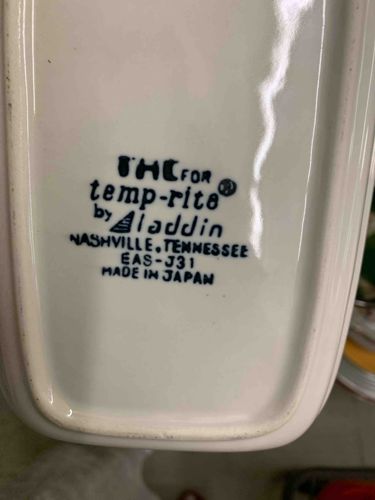 THC FOR
temp-rite®
by Aladdin
NASHVILLE, TENNESSEE
EAS-J31
MADE IN JAPAN